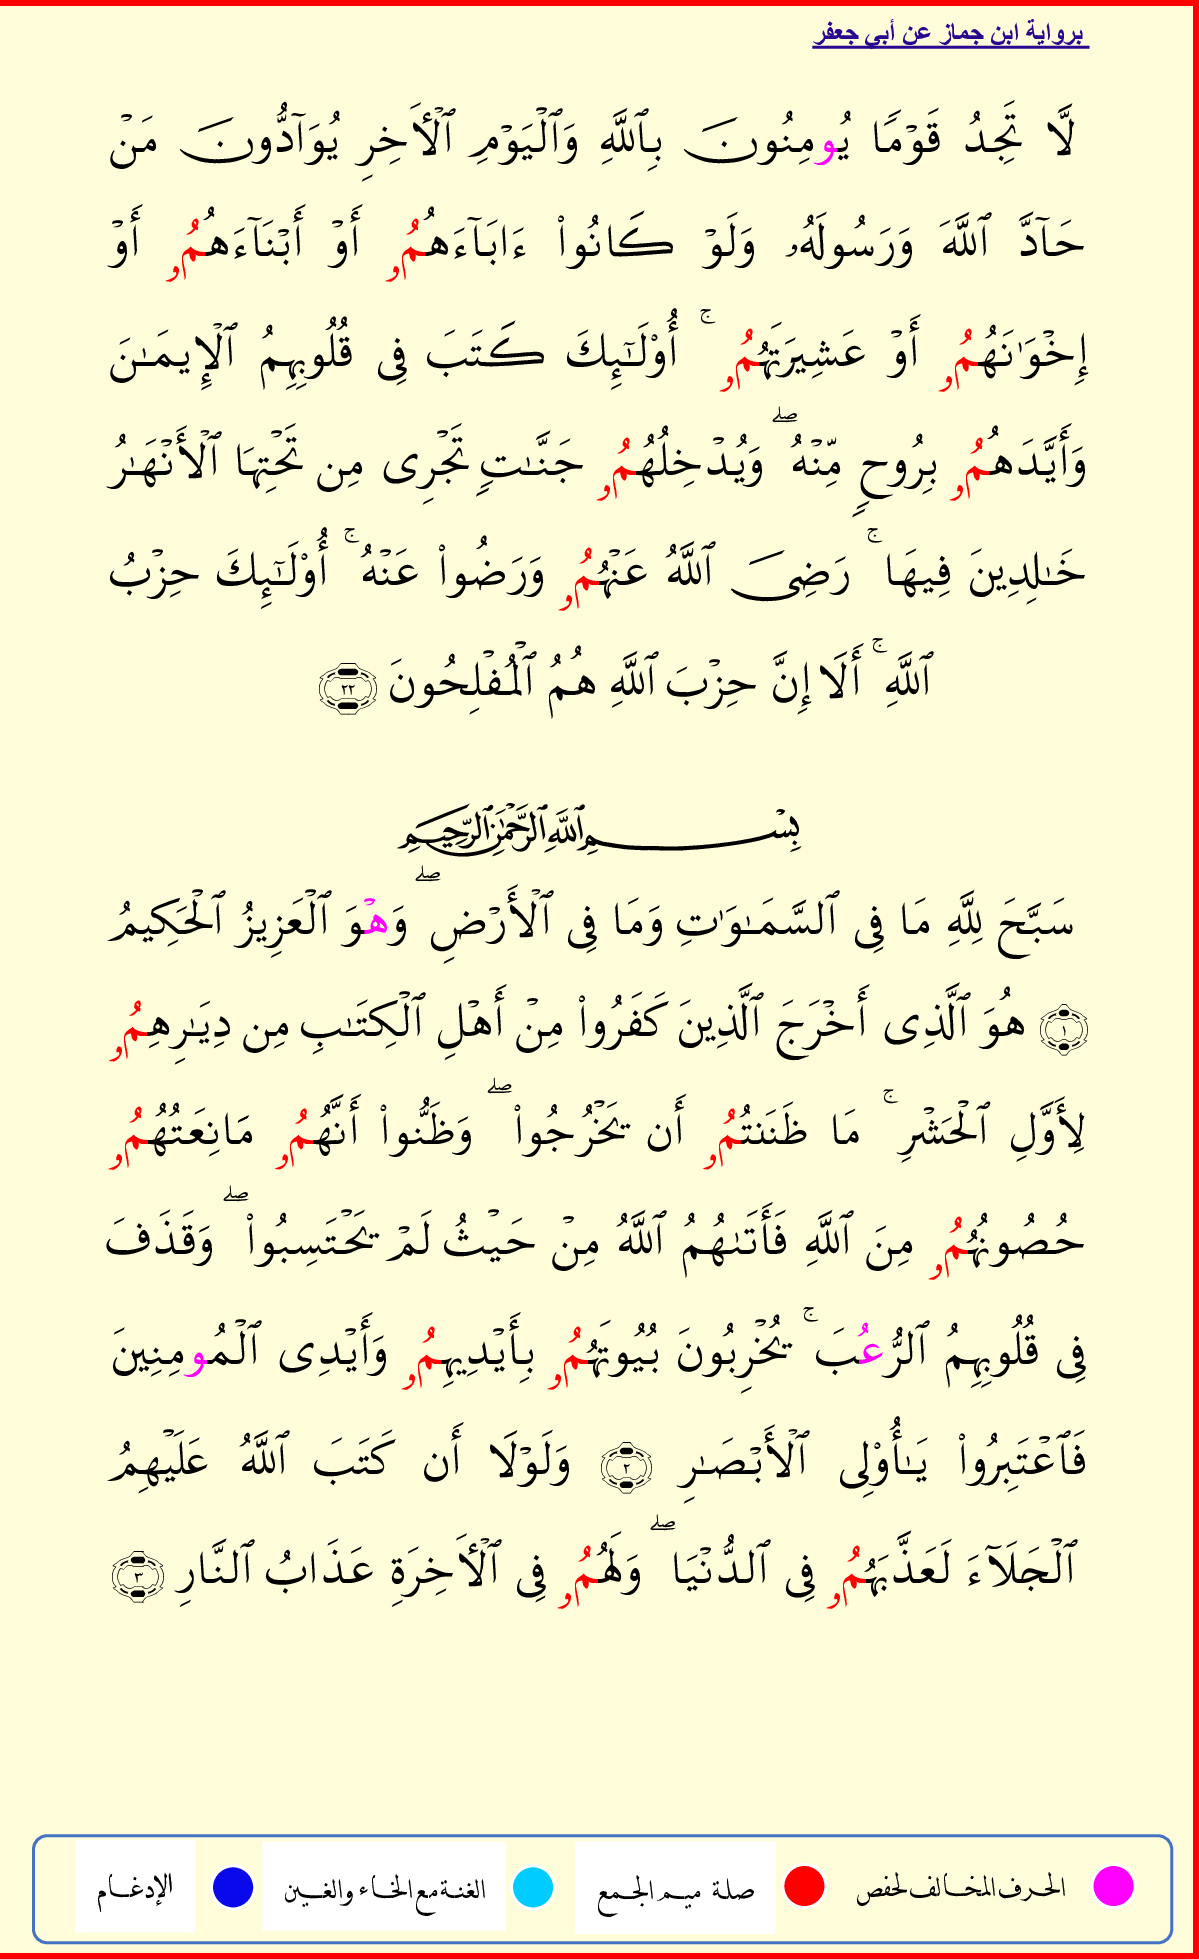 برواية ابن جماز عن أبي جعفر
لَّا تَجِدُ قَوْمًا يُومِنُونَ بِٱللَّهِ وَٱلْيَوْمِ ٱلْأَخِرِ يُوَآدُّونَ مَنْ
حَآدَّ ٱللَّهَ وَرَسُولَهُۥ وَلَوْ كَانُوا۟ ءَابَآءَهُمُۥ أَوْ أَبْنَآءَهُمُۥ أَوْ
إِخْوَٰنَهُمُۥ أَوْ عَشِيرَتَهُمُۥ ۚ أُو۟لَٰٓئِكَ كَتَبَ فِى قُلُوبِهِمُ ٱلْإِيمَٰنَ
وَأَيَّدَهُمُۥ بِرُوحٍ مِّنْهُ ۖ وَيُدْخِلُهُمُۥ جَنَّٰتٍ تَجْرِى مِن تَحْتِهَا ٱلْأَنْهَٰرُ
خَٰلِدِينَ فِيهَا ۚ رَضِىَ ٱللَّهُ عَنْهُمُۥ وَرَضُوا۟ عَنْهُ ۚ أُو۟لَٰٓئِكَ حِزْبُ
ٱللَّهِ ۚ أَلَا إِنَّ حِزْبَ ٱللَّهِ هُمُ ٱلْمُفْلِحُونَ ٢٢
بِسْمِ ٱللَّهِ ٱلرَّحْمَٰنِ ٱلرَّحِيمِ
سَبَّحَ لِلَّهِ مَا فِى ٱلسَّمَٰوَٰتِ وَمَا فِى ٱلْأَرْضِ ۖ وَهْوَ ٱلْعَزِيزُ ٱلْحَكِيمُ
١ هُوَ ٱلَّذِى أَخْرَجَ ٱلَّذِينَ كَفَرُوا۟ مِنْ أَهْلِ ٱلْكِتَٰبِ مِن دِيَٰرِهِمُۥ
لِأَوَّلِ ٱلْحَشْرِ ۚ مَا ظَنَنتُمُۥ أَن يَخْرُجُوا۟ ۖ وَظَنُّوا۟ أَنَّهُمُۥ مَانِعَتُهُمُۥ
حُصُونُهُمُۥ مِنَ ٱللَّهِ فَأَتَىٰهُمُ ٱللَّهُ مِنْ حَيْثُ لَمْ يَحْتَسِبُوا۟ ۖ وَقَذَفَ
فِى قُلُوبِهِمُ ٱلرُّعُبَ ۚ يُخْرِبُونَ بُيُوتَهُمُۥ بِأَيْدِيهِمُۥ وَأَيْدِى ٱلْمُومِنِينَ
فَٱعْتَبِرُوا۟ يَٰٓأُو۟لِى ٱلْأَبْصَٰرِ ٢ وَلَوْلَا أَن كَتَبَ ٱللَّهُ عَلَيْهِمُ
ٱلْجَلَآءَ لَعَذَّبَهُمُۥ فِى ٱلدُّنْيَا ۖ وَلَهُمُۥ فِى ٱلْأَخِرَةِ عَذَابُ ٱلنَّارِ ٣
الحرف المخالف لحفص صلة ميم الجمع الغنة مع الخاء والغين الإدغام